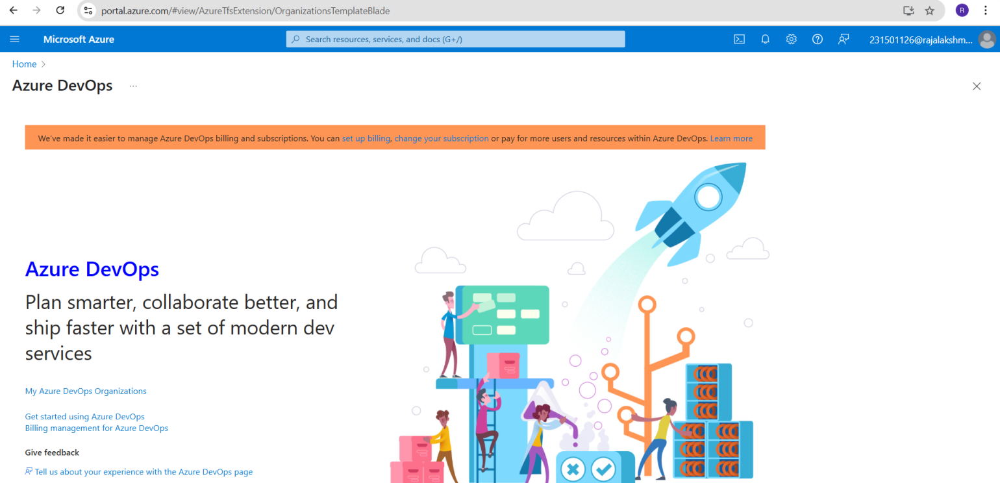 portal.azure.com/#view/AzureTfsExtension/OrganizationsTemplateBlade
R
Microsoft Azure
Search resources, services, and docs (G+/)
231501126@rajalakshm...
Home
Azure DevOps
We've made it easier to manage Azure DevOps billing and subscriptions. You can set up billing, change your subscription or pay for more users and resources within Azure DevOps. Learn more
Azure DevOps
Plan smarter, collaborate better, and
ship faster with a set of modern dev
services
My Azure DevOps Organizations
Get started using Azure DevOps
Billing management for Azure DevOps
Give feedback
Tell us about your experience with the Azure DevOps page